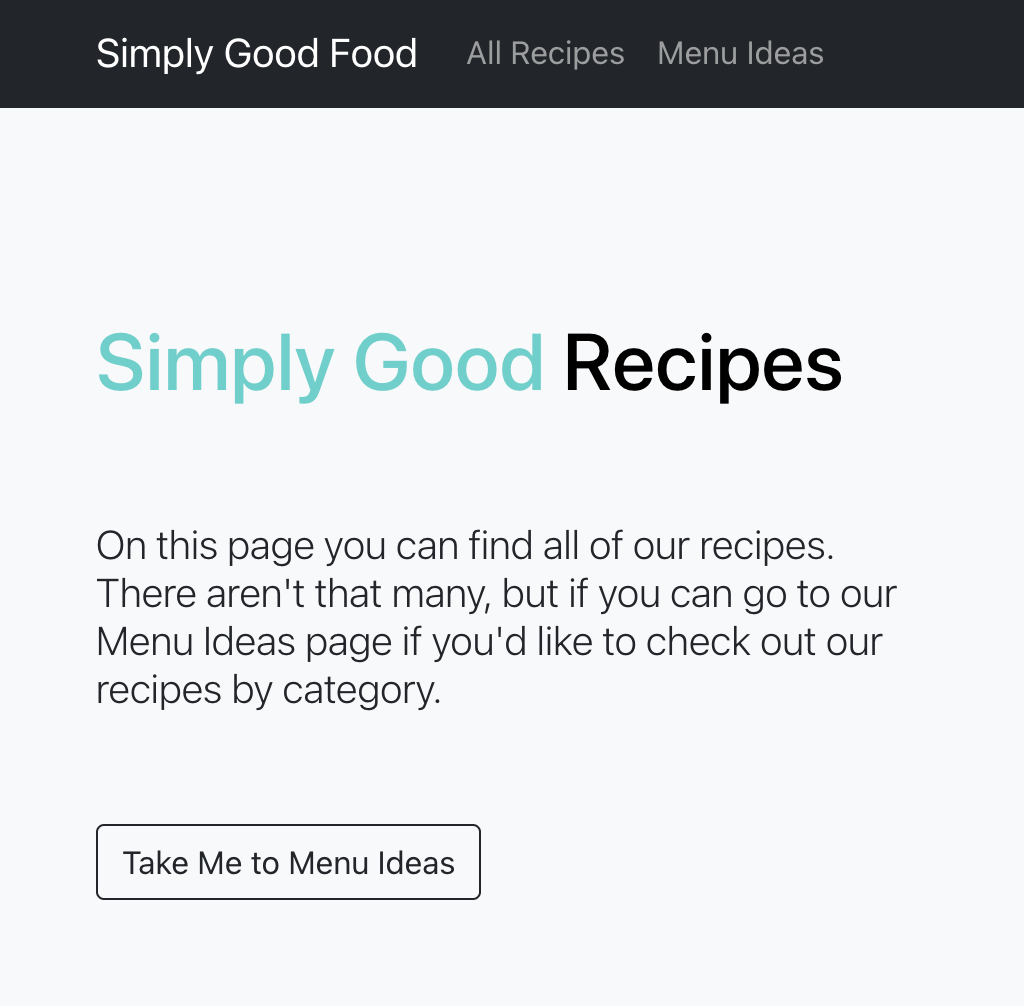 Simply Good Food All Recipes Menu Ideas
Simply Good Recipes
On this page you can find all of our recipes.
There aren't that many, but if you can go to our
Menu Ideas page if you'd like to check out our
recipes by category.
Take Me to Menu Ideas